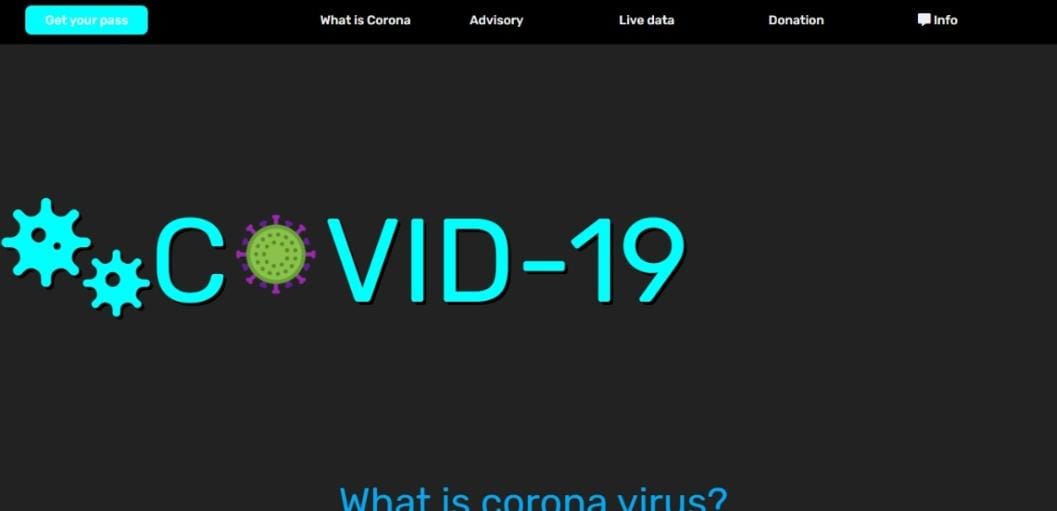 Get your pass What is Corona Advisory Live data Donation Info
COVID-19
What is corona virus?